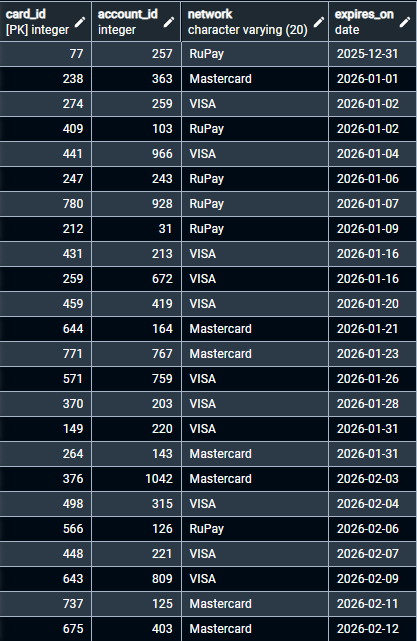 card_id account_id network expires_on
[PK] integer integer character varying (20) date
77 257 RuPay 2025-12-31
238 363 Mastercard 2026-01-01
274 259 VISA 2026-01-02
409 103 RuPay 2026-01-02
441 966 VISA 2026-01-04
247 243 RuPay 2026-01-06
780 928 RuPay 2026-01-07
212 31 RuPay 2026-01-09
431 213 VISA 2026-01-16
259 672 VISA 2026-01-16
459 419 VISA 2026-01-20
644 164 Mastercard 2026-01-21
771 767 Mastercard 2026-01-23
571 759 VISA 2026-01-26
370 203 VISA 2026-01-28
149 220 VISA 2026-01-31
264 143 Mastercard 2026-01-31
376 1042 Mastercard 2026-02-03
498 315 VISA 2026-02-04
566 126 RuPay 2026-02-06
448 221 VISA 2026-02-07
643 809 VISA 2026-02-09
737 125 Mastercard 2026-02-11
675 403 Mastercard 2026-02-12